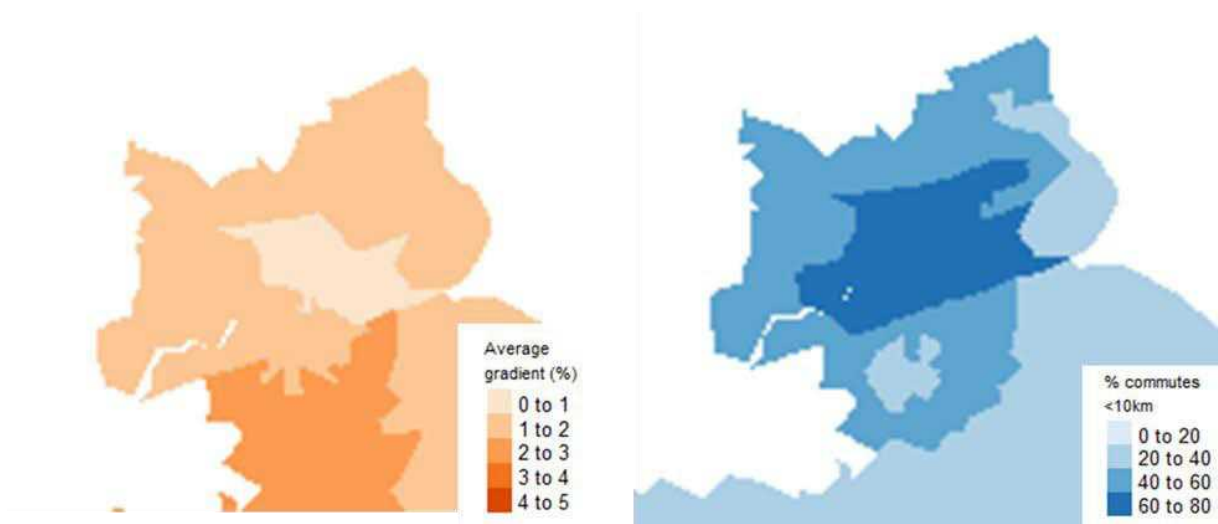 Average
gradient (%)
0 to 1
1 to 2
2 to 3
3 to 4
4 to 5
% commutes
<10km
0 to 20
20 to 40
40 to 60
60 to 80